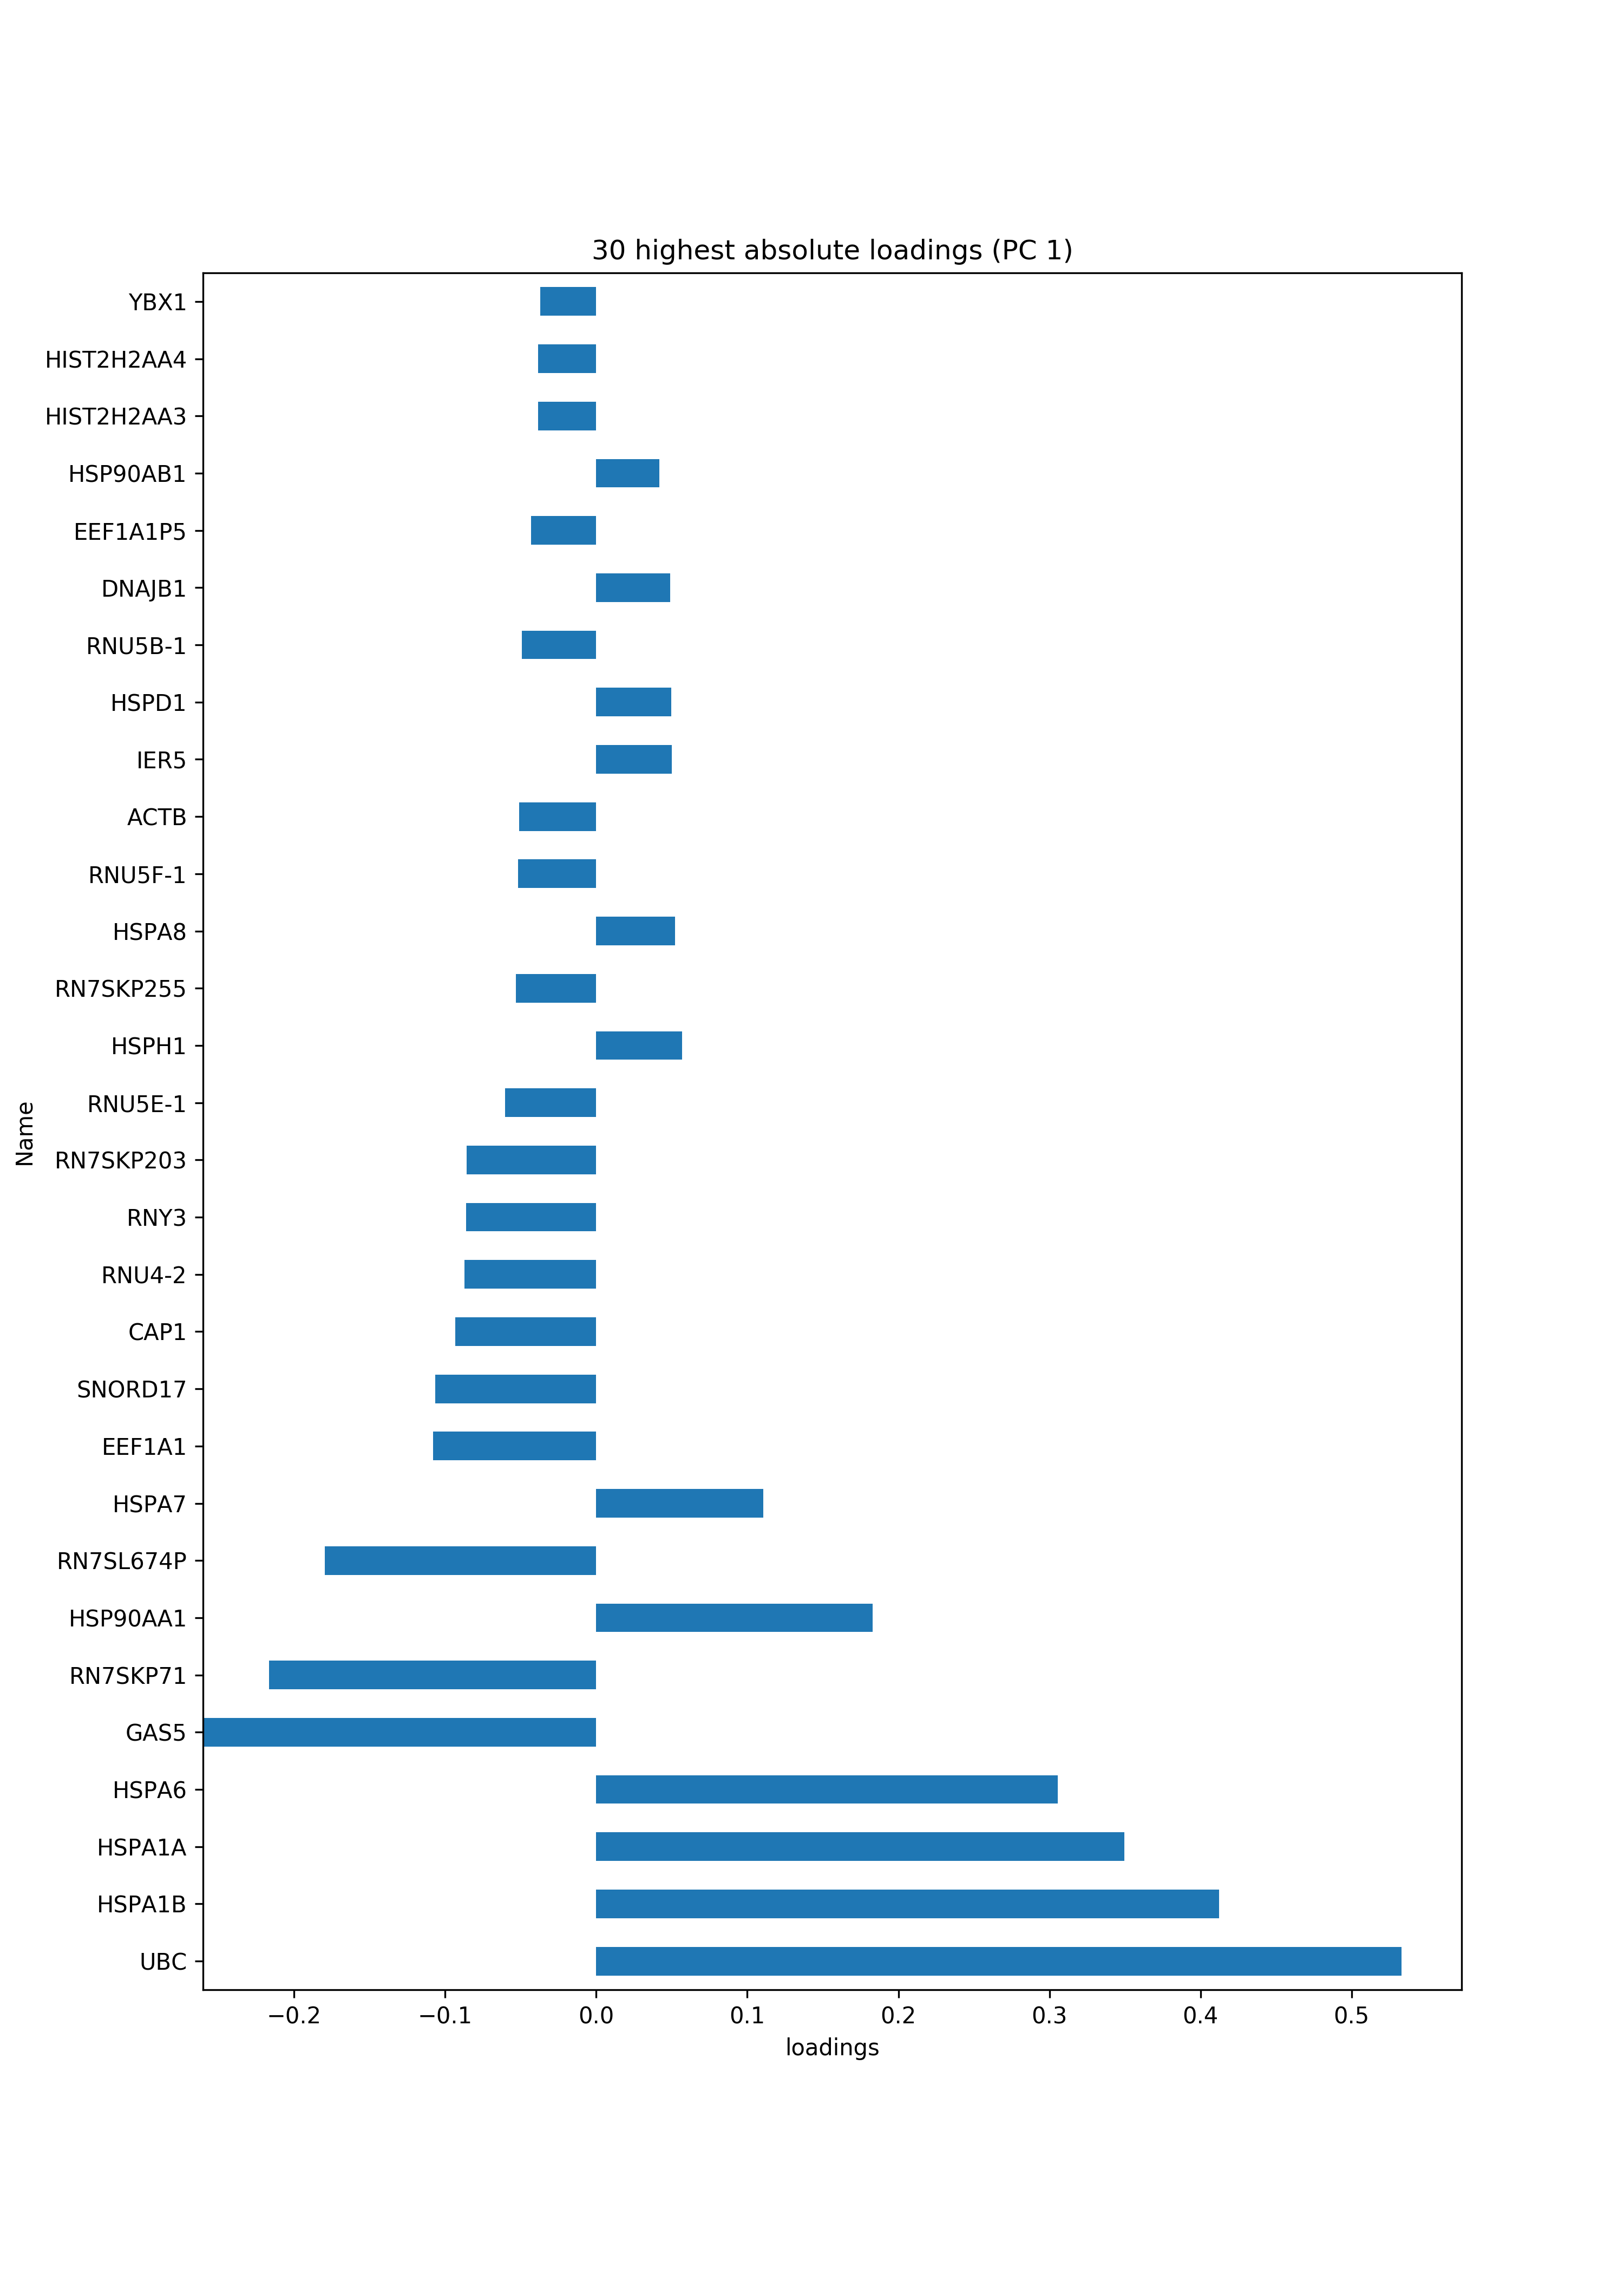 30 highest absolute loadings (PC 1)
YBX1
HIST2H2AA4
HIST2H2AA3
HSP90AB1
EEF1A1P5
DNAJB1
RNU5B-1
HSPD1
IER5
ACTB
RNU5F-1
HSPA8
RN7SKP255
HSPH1
RNU5E-1
RN7SKP203
RNY3
RNU4-2
CAP1
SNORD17
EEF1A1
HSPA7
RN7SL674P
HSP90AA1
RN7SKP71
GAS5
HSPA6
HSPA1A
HSPA1B
UBC
Name
−0.2 −0.1 0.0 0.1 0.2 0.3 0.4 0.5
loadings